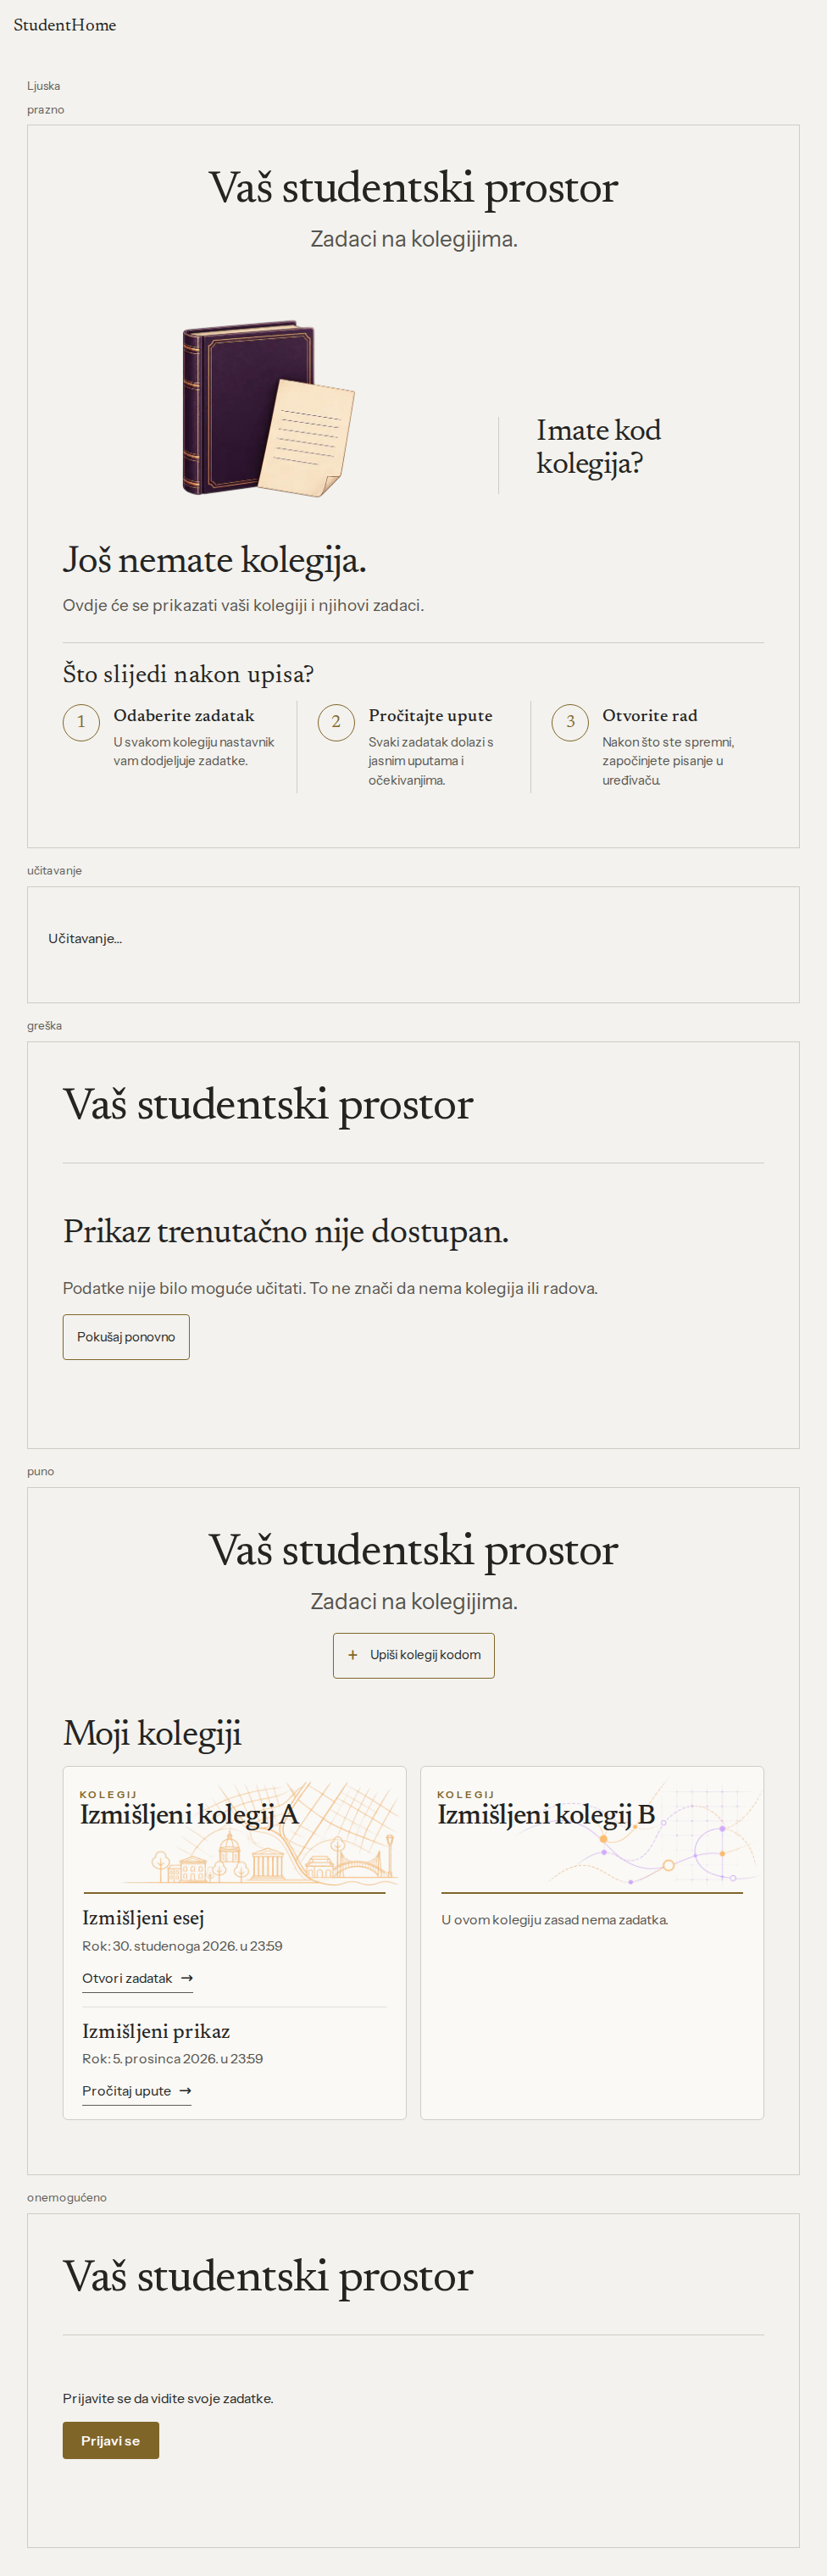 StudentHome
Ljuska
prazno
Vaš studentski prostor
Zadaci na kolegijima.
Imate kod
kolegija?
Još nemate kolegija.
Ovdje će se prikazati vaši kolegiji i njihovi zadaci.
Što slijedi nakon upisa?
1
Odaberite zadatak
U svakom kolegiju nastavnik
vam dodjeljuje zadatke.
2
Pročitajte upute
Svaki zadatak dolazi s
jasnim uputama i
očekivanjima.
3
Otvorite rad
Nakon što ste spremni,
započinjete pisanje u
uređivaču.
učitavanje
Učitavanje…
greška
Vaš studentski prostor
Prikaz trenutačno nije dostupan.
Podatke nije bilo moguće učitati. To ne znači da nema kolegija ili radova.
Pokušaj ponovno
puno
Vaš studentski prostor
Zadaci na kolegijima.
+ Upiši kolegij kodom
Moji kolegiji
KOLEGIJ
Izmišljeni kolegij A
Izmišljeni esej
Rok: 30. studenoga 2026. u 23:59
Otvori zadatak →
Izmišljeni prikaz
Rok: 5. prosinca 2026. u 23:59
Pročitaj upute →
KOLEGIJ
Izmišljeni kolegij B
U ovom kolegiju zasad nema zadatka.
onemogućeno
Vaš studentski prostor
Prijavite se da vidite svoje zadatke.
Prijavi se